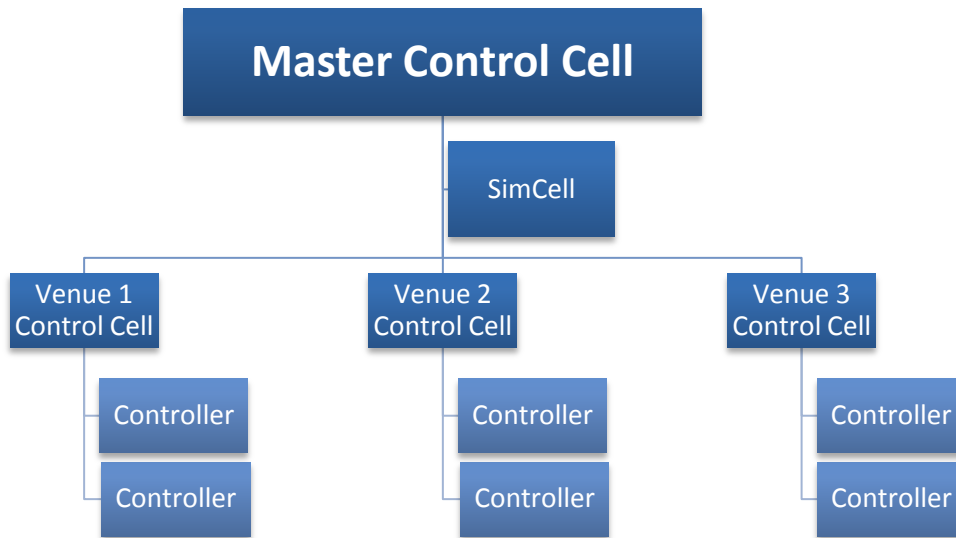 Master Control Cell
SimCell
Venue 1
Control Cell
Venue 2
Control Cell
Venue 3
Control Cell
Controller
Controller
Controller
Controller
Controller
Controller